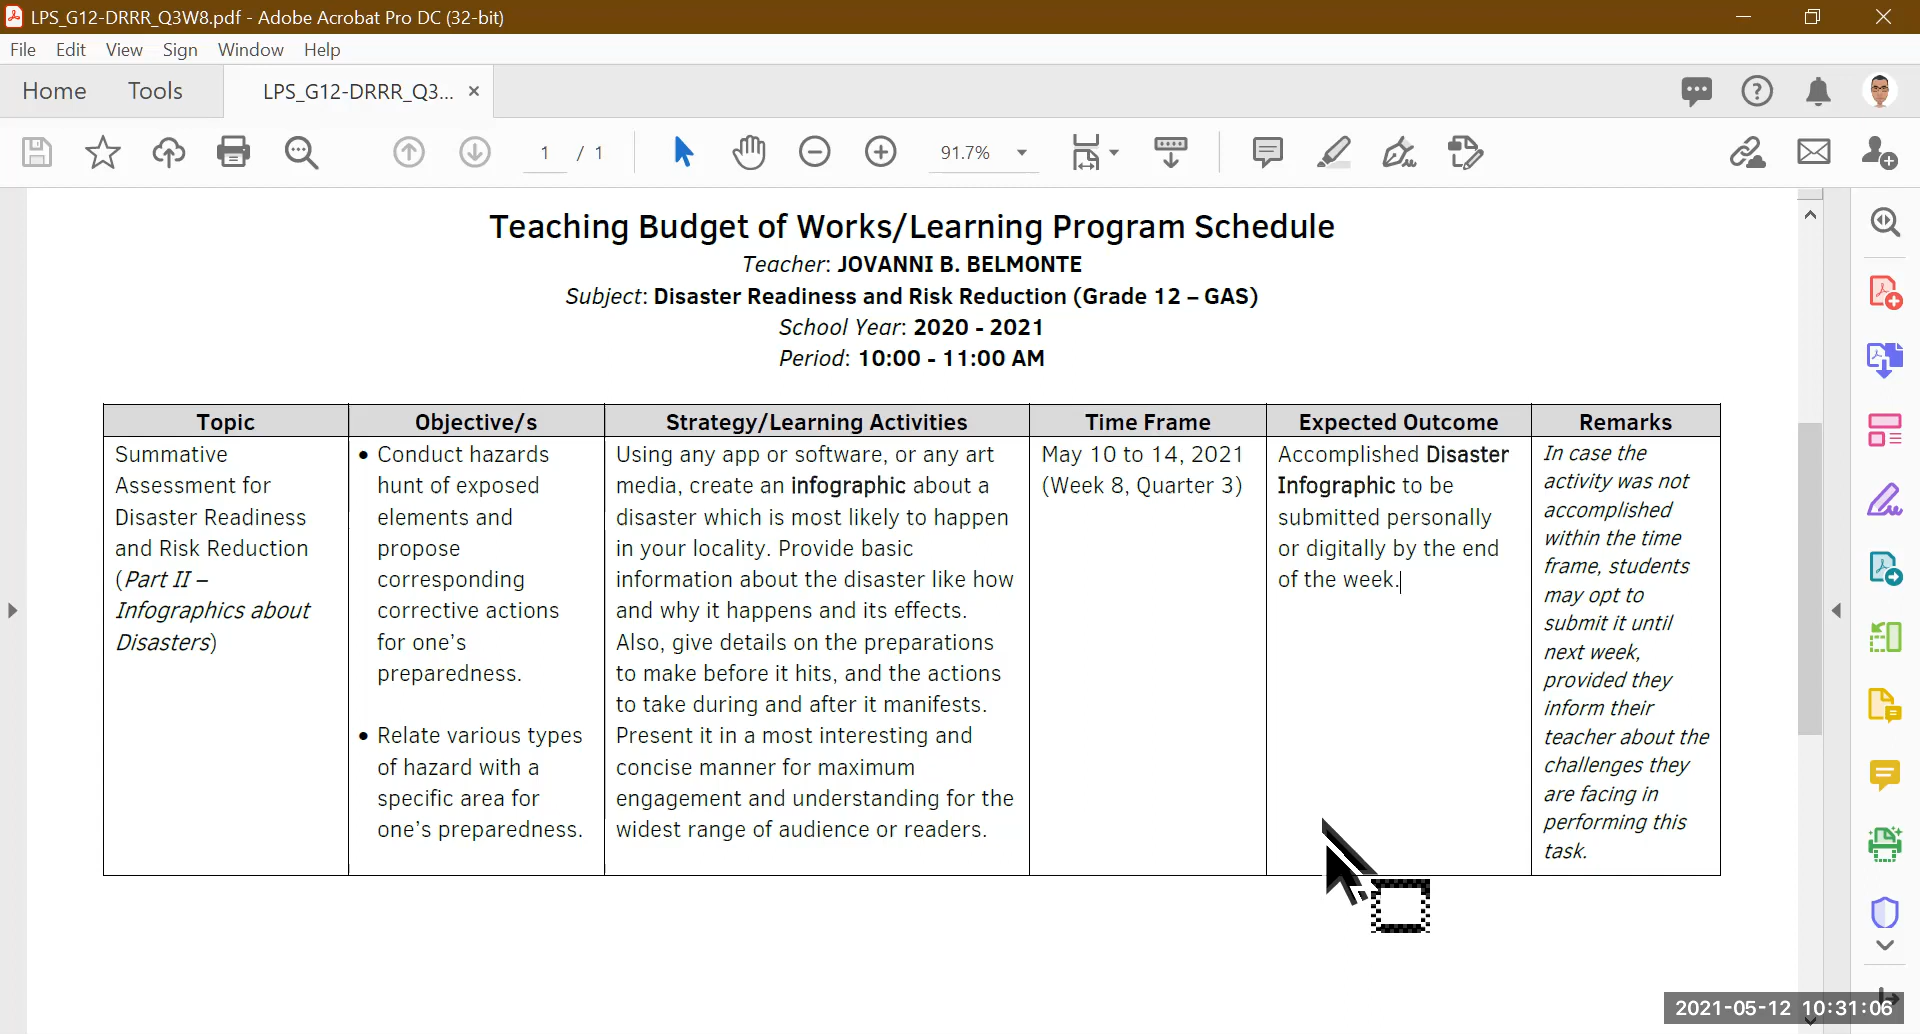 LPS_G12-DRRR_Q3W8.pdf - Adobe Acrobat Pro DC (32-bit)
File Edit View Sign Window Help
Home Tools LPS_G12-DRRR_Q3... ×
1 / 1 91.7%
Teaching Budget of Works/Learning Program Schedule
Teacher: JOVANNI B. BELMONTE
Subject: Disaster Readiness and Risk Reduction (Grade 12 – GAS)
School Year: 2020 - 2021
Period: 10:00 - 11:00 AM
Topic
Summative
Assessment for
Disaster Readiness
and Risk Reduction
(Part II –
Infographics about
Disasters)
Objective/s
• Conduct hazards
hunt of exposed
elements and
propose
corresponding
corrective actions
for one’s
preparedness.
• Relate various types
of hazard with a
specific area for
one’s preparedness.
Strategy/Learning Activities
Using any app or software, or any art
media, create an infographic about a
disaster which is most likely to happen
in your locality. Provide basic
information about the disaster like how
and why it happens and its effects.
Also, give details on the preparations
to make before it hits, and the actions
to take during and after it manifests.
Present it in a most interesting and
concise manner for maximum
engagement and understanding for the
widest range of audience or readers.
Time Frame
May 10 to 14, 2021
(Week 8, Quarter 3)
Expected Outcome
Accomplished Disaster
Infographic to be
submitted personally
or digitally by the end
of the week.
Remarks
In case the
activity was not
accomplished
within the time
frame, students
may opt to
submit it until
next week,
provided they
inform their
teacher about the
challenges they
are facing in
performing this
task.
2021-05-12 10:31:06